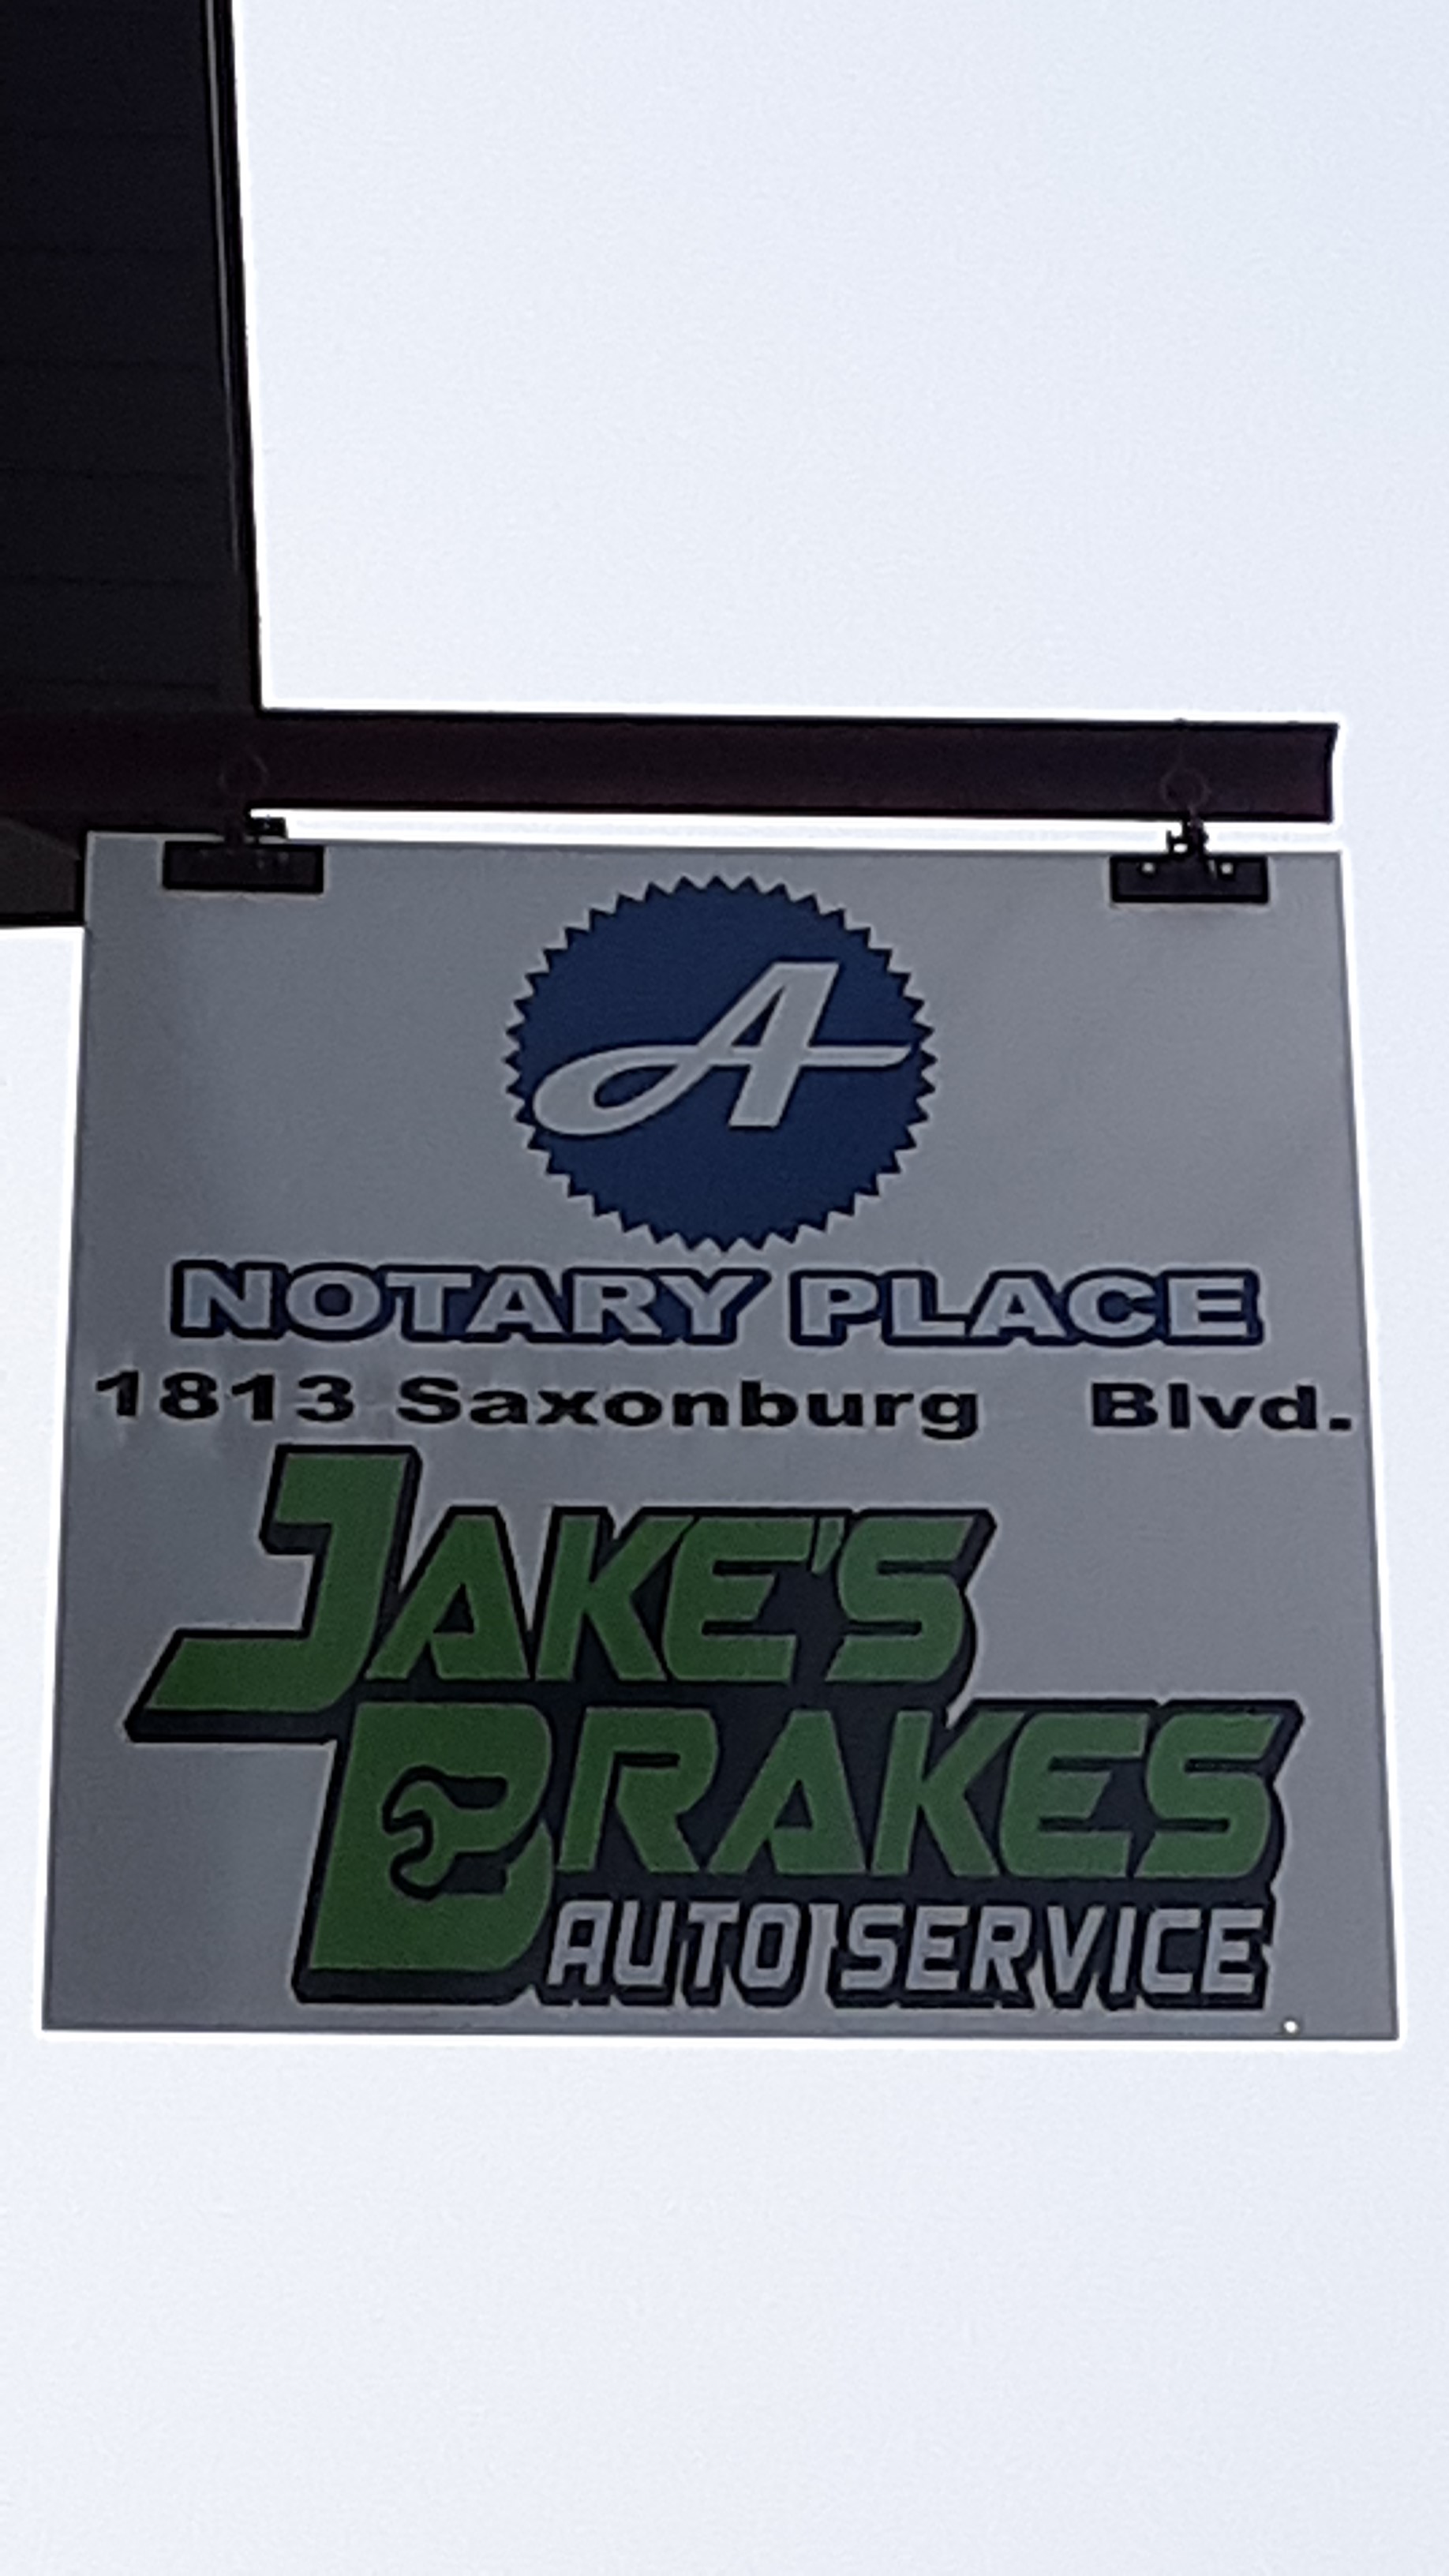 A
NOTARY PLACE
1813 Saxonburg Blvd.
JAKE'S
BRAKES
AUTO SERVICE